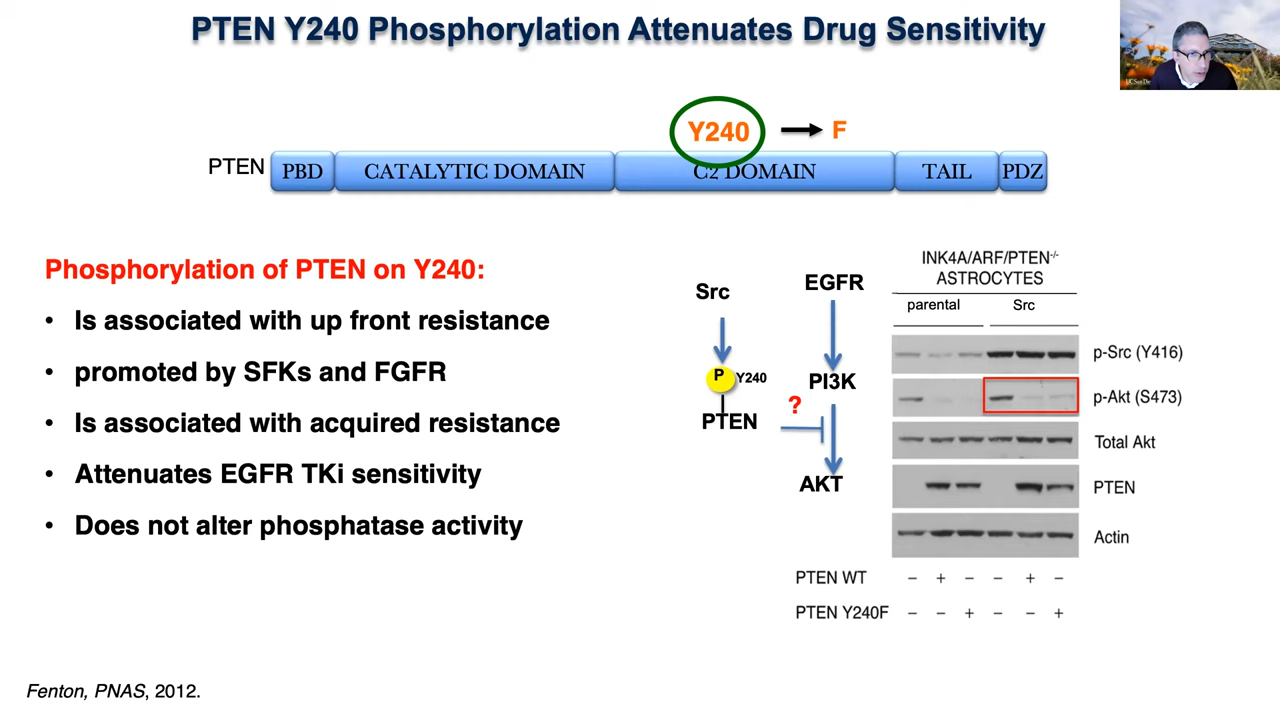 PTEN Y240 Phosphorylation Attenuates Drug Sensitivity
UC San Die
Y240 F
PTEN PBD CATALYTIC DOMAIN C2 DOMAIN TAIL PDZ
Phosphorylation of PTEN on Y240:
• Is associated with up front resistance
• promoted by SFKs and FGFR
• Is associated with acquired resistance
• Attenuates EGFR TKi sensitivity
• Does not alter phosphatase activity
Src
EGFR
P Y240
PI3K
?
PTEN
AKT
INK4A/ARF/PTEN-/-
ASTROCYTES
parental Src
p-Src (Y416)
p-Akt (S473)
Total Akt
PTEN
Actin
PTEN WT – + – – + –
PTEN Y240F – – + – – +
Fenton, PNAS, 2012.